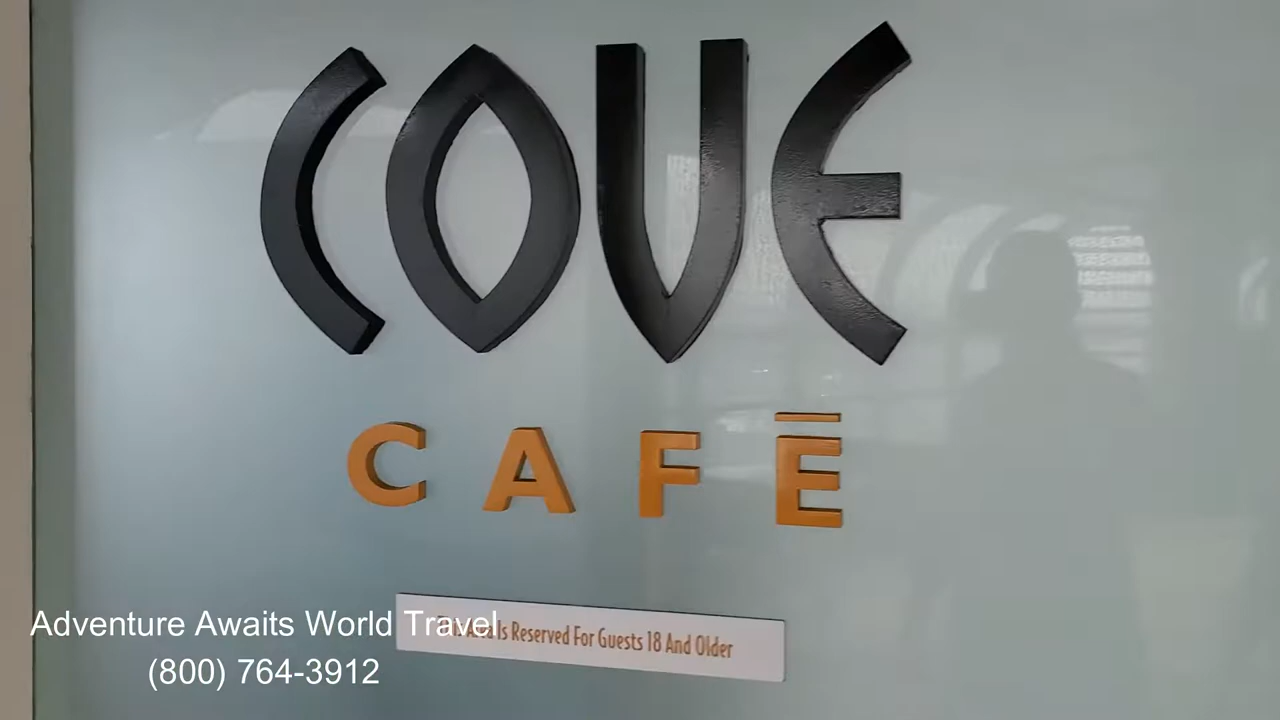 COVE
CAFĒ
Adventure Awaits World Travel
Is Reserved For Guests 18 And Older
(800) 764-3912